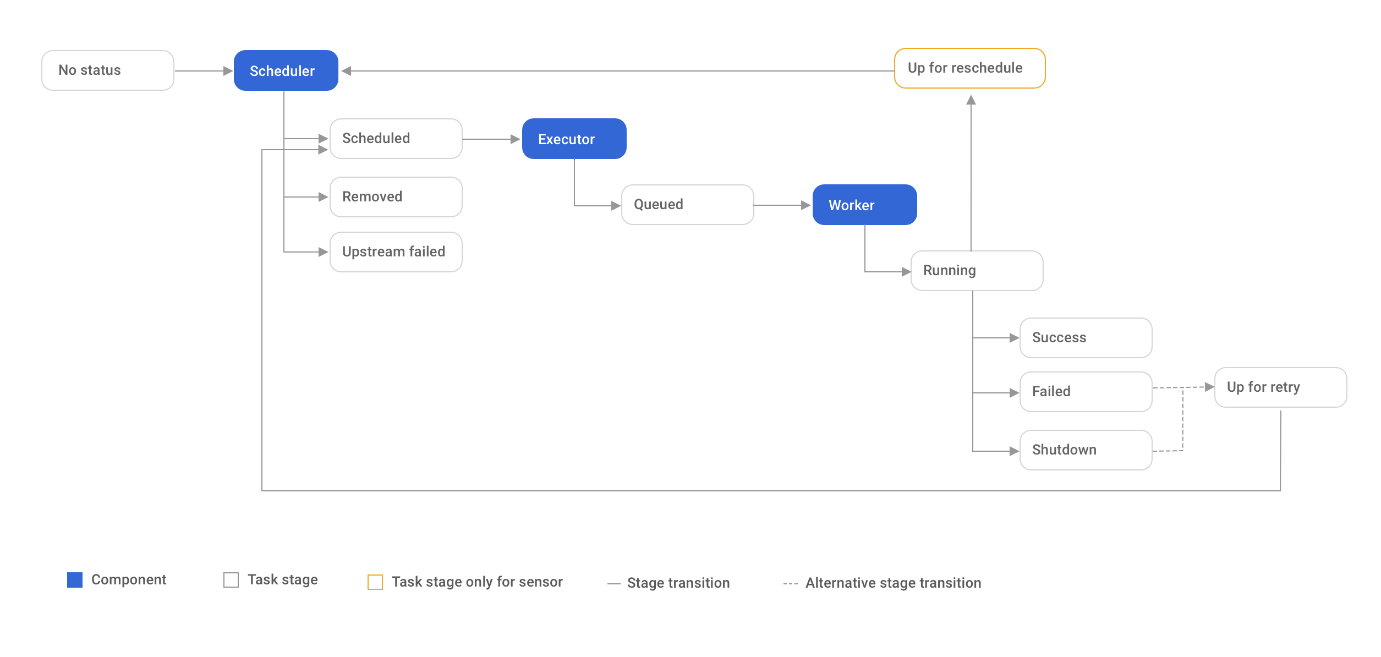 No status
Scheduler
Up for reschedule
Scheduled
Executor
Removed
Queued
Worker
Upstream failed
Running
Success
Failed
Up for retry
Shutdown
Component
Task stage
Task stage only for sensor
Stage transition
Alternative stage transition